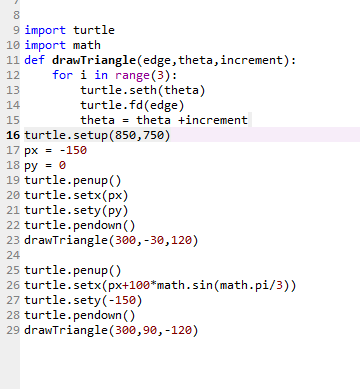 8
9 import turtle
10 import math
11 def drawTriangle(edge,theta,increment):
12     for i in range(3):
13         turtle.seth(theta)
14         turtle.fd(edge)
15         theta = theta +increment
16 turtle.setup(850,750)
17 px = -150
18 py = 0
19 turtle.penup()
20 turtle.setx(px)
21 turtle.sety(py)
22 turtle.pendown()
23 drawTriangle(300,-30,120)
24
25 turtle.penup()
26 turtle.setx(px+100*math.sin(math.pi/3))
27 turtle.sety(-150)
28 turtle.pendown()
29 drawTriangle(300,90,-120)